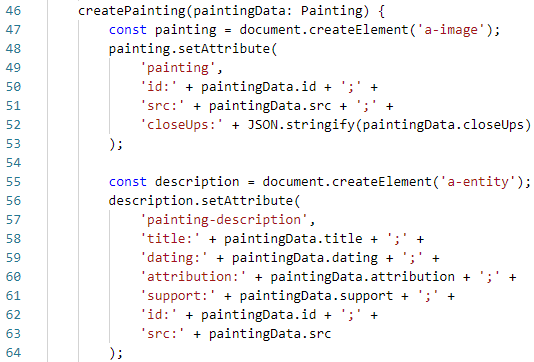 46 createPainting(paintingData: Painting) {
47 const painting = document.createElement('a-image');
48 painting.setAttribute(
49 'painting',
50 'id:' + paintingData.id + ';' +
51 'src:' + paintingData.src + ';' +
52 'closeUps:' + JSON.stringify(paintingData.closeUps)
53 );
54
55 const description = document.createElement('a-entity');
56 description.setAttribute(
57 'painting-description',
58 'title:' + paintingData.title + ';' +
59 'dating:' + paintingData.dating + ';' +
60 'attribution:' + paintingData.attribution + ';' +
61 'support:' + paintingData.support + ';' +
62 'id:' + paintingData.id + ';' +
63 'src:' + paintingData.src
64 );